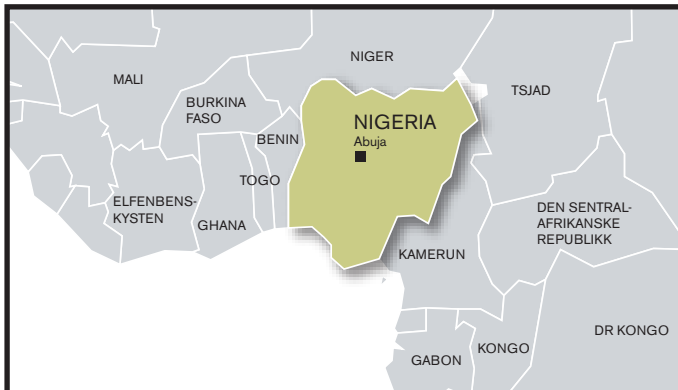 NIGER
MALI
TSJAD
BURKINA
FASO
NIGERIA
Abuja
BENIN
TOGO
ELFENBENS-
KYSTEN
GHANA
DEN SENTRAL-
AFRIKANSKE
REPUBLIKK
KAMERUN
DR KONGO
KONGO
GABON